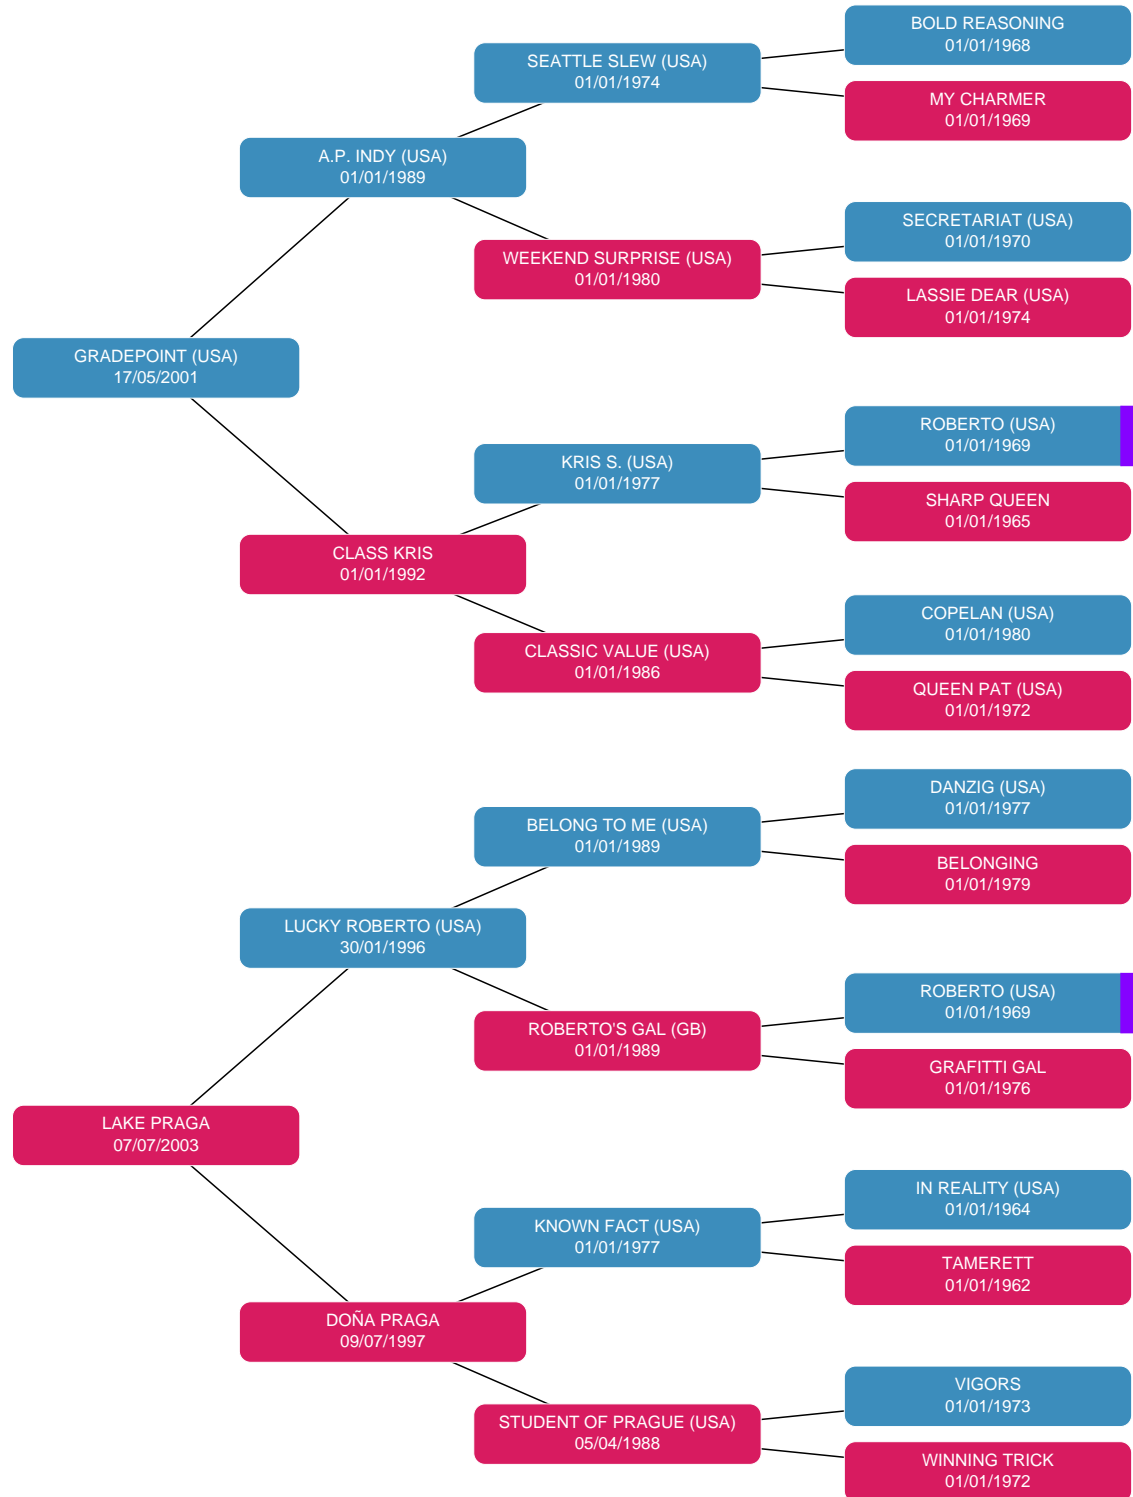 BOLD REASONING
01/01/1968
SEATTLE SLEW (USA)
01/01/1974
MY CHARMER
01/01/1969
A.P. INDY (USA)
01/01/1989
SECRETARIAT (USA)
01/01/1970
WEEKEND SURPRISE (USA)
01/01/1980
LASSIE DEAR (USA)
01/01/1974
GRADEPOINT (USA)
17/05/2001
ROBERTO (USA)
01/01/1969
KRIS S. (USA)
01/01/1977
SHARP QUEEN
01/01/1965
CLASS KRIS
01/01/1992
COPELAN (USA)
01/01/1980
CLASSIC VALUE (USA)
01/01/1986
QUEEN PAT (USA)
01/01/1972
DANZIG (USA)
01/01/1977
BELONG TO ME (USA)
01/01/1989
BELONGING
01/01/1979
LUCKY ROBERTO (USA)
30/01/1996
ROBERTO (USA)
01/01/1969
ROBERTO'S GAL (GB)
01/01/1989
GRAFITTI GAL
01/01/1976
LAKE PRAGA
07/07/2003
IN REALITY (USA)
01/01/1964
KNOWN FACT (USA)
01/01/1977
TAMERETT
01/01/1962
DOÑA PRAGA
09/07/1997
VIGORS
01/01/1973
STUDENT OF PRAGUE (USA)
05/04/1988
WINNING TRICK
01/01/1972